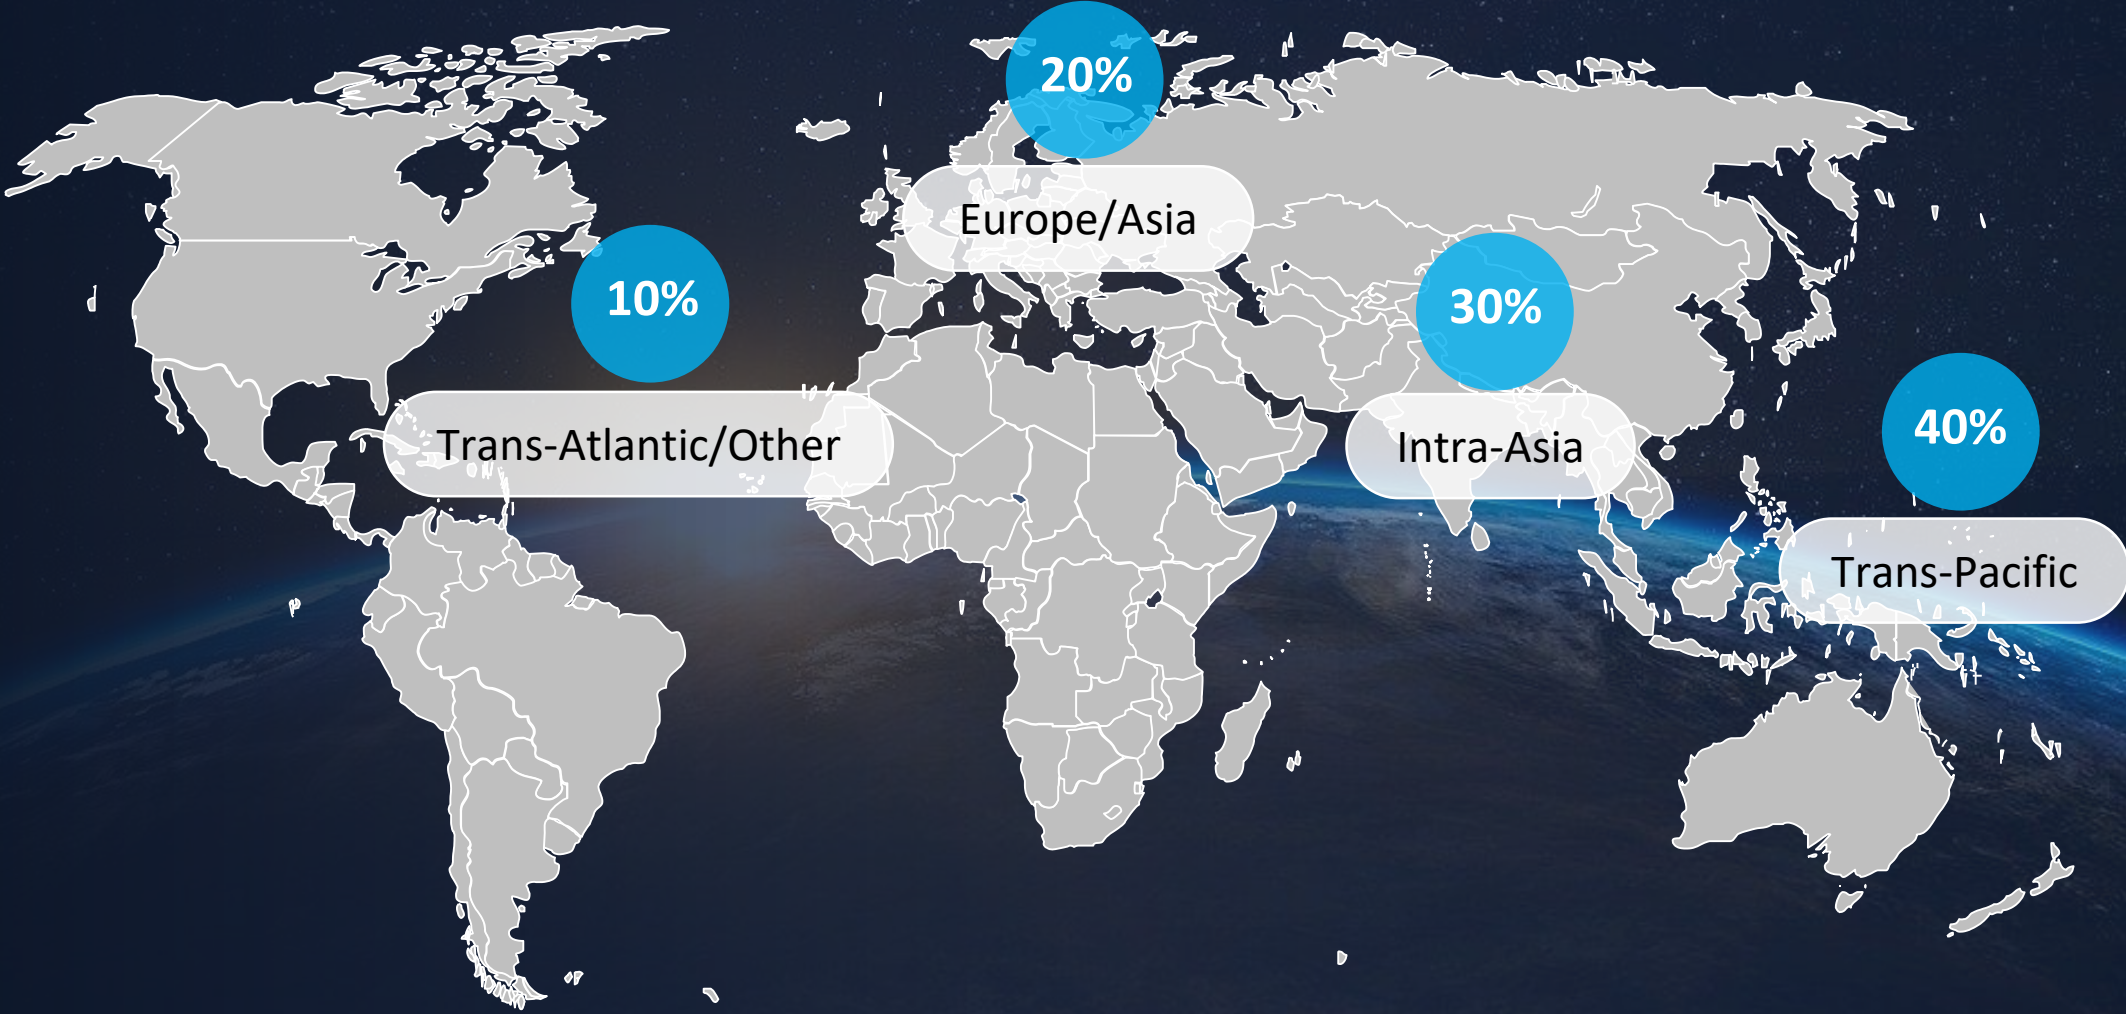 20%
Europe/Asia
10%
Trans-Atlantic/Other
30%
Intra-Asia
40%
Trans-Pacific